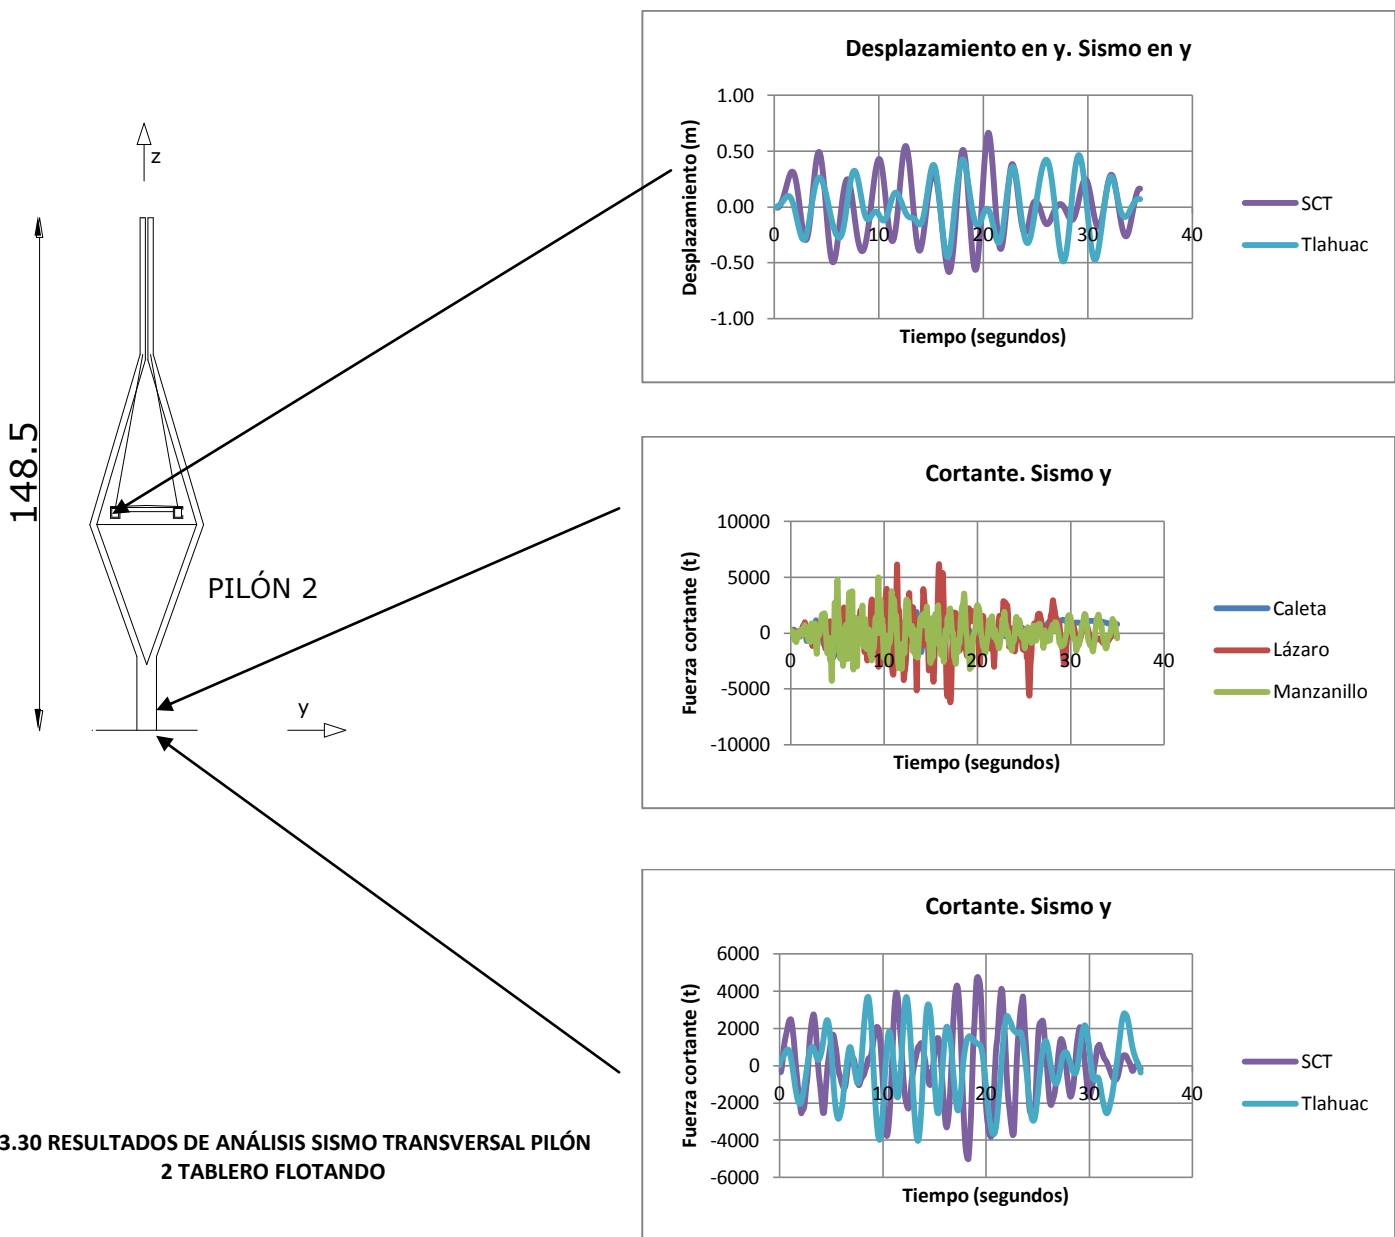 z
148.5
PILÓN 2
y
3.30 RESULTADOS DE ANÁLISIS SISMO TRANSVERSAL PILÓN
2 TABLERO FLOTANDO
Desplazamiento en y. Sismo en y
Desplazamiento (m)
1.00
0.50
0.00
-0.50
-1.00
0 10 20 30 40
Tiempo (segundos)
SCT
Tlahuac
Cortante. Sismo y
Fuerza cortante (t)
10000
5000
0
-5000
-10000
0 10 20 30 40
Tiempo (segundos)
Caleta
Lázaro
Manzanillo
Cortante. Sismo y
Fuerza cortante (t)
6000
4000
2000
0
-2000
-4000
-6000
0 10 20 30 40
Tiempo (segundos)
SCT
Tlahuac